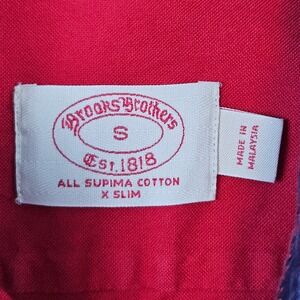 Brooks Brothers
S
Est. 1818
ALL SUPIMA COTTON
X SLIM
MADE IN
MALAYSIA